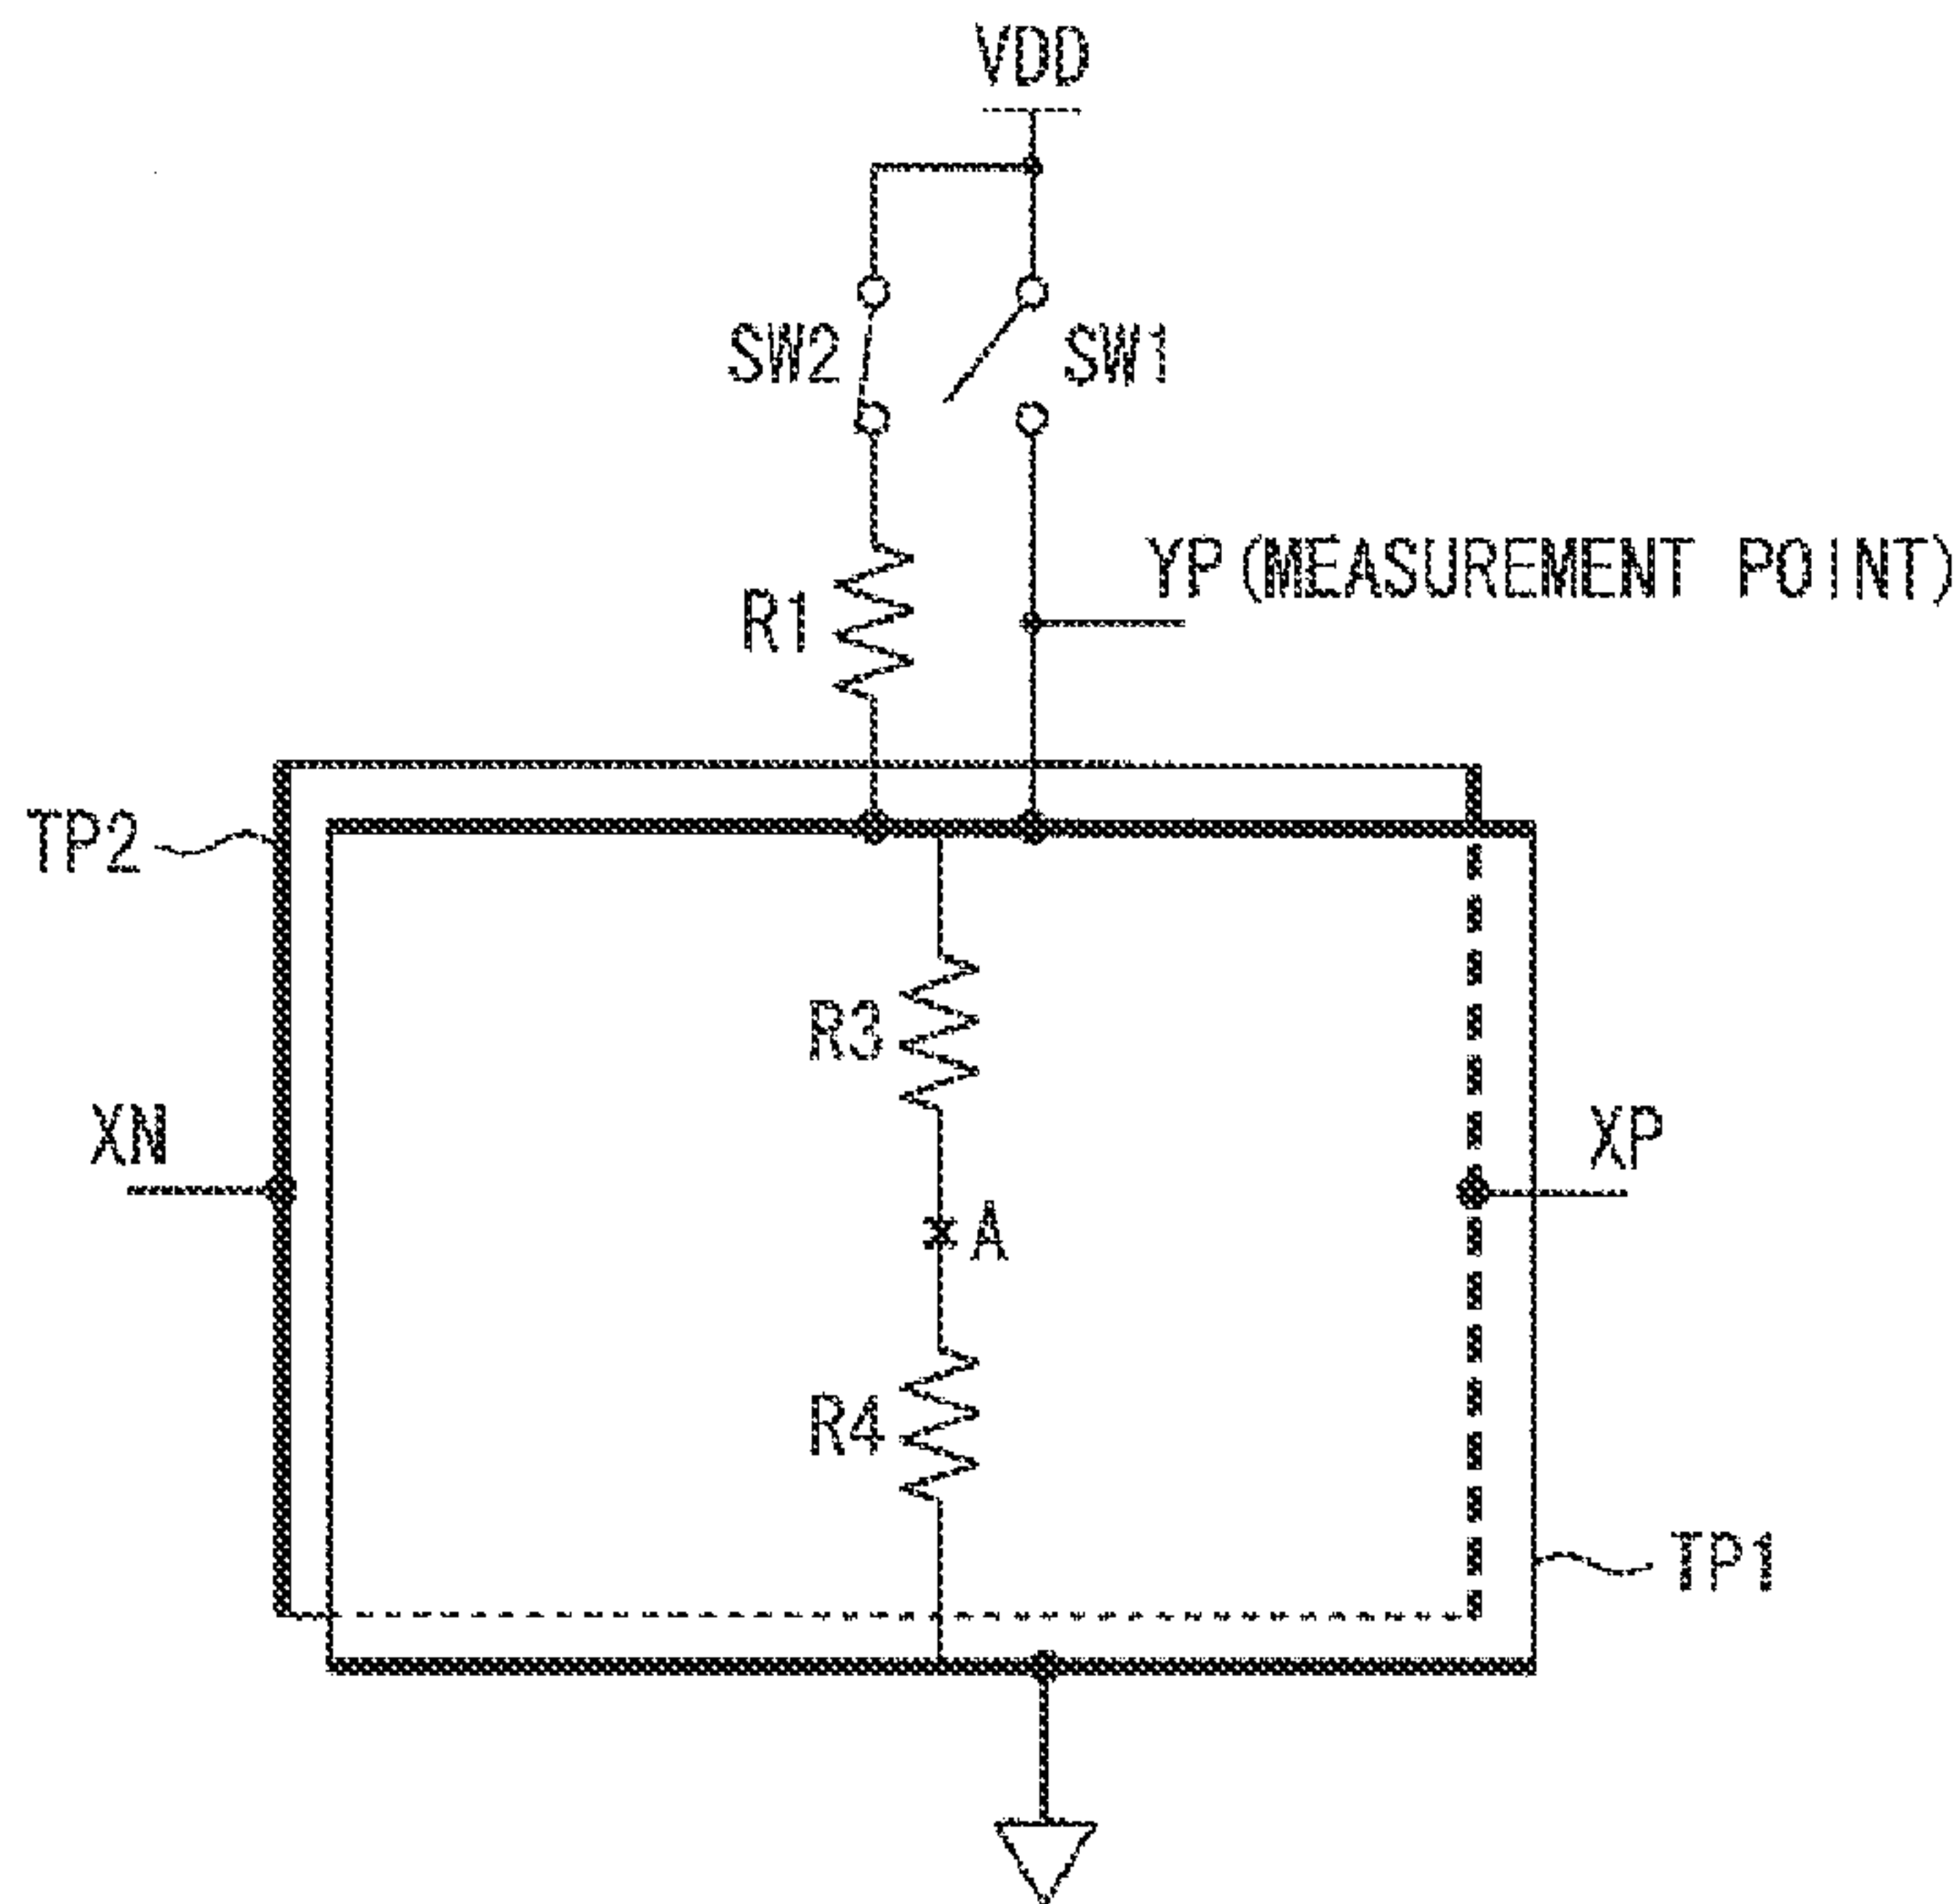 VDD
SW2
SW1
YP(MEASUREMENT POINT)
R1
TP2
R3
XN
XP
A
R4
TP1